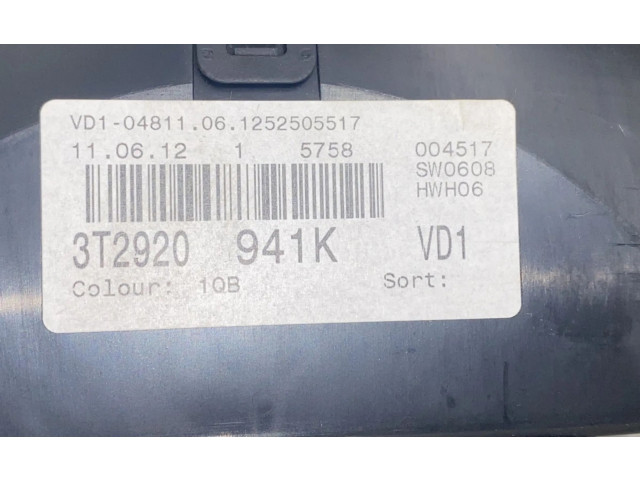 VD1-04811.06.1252505517
11.06.12 1 5758 004517
SW0608
HWH06
3T2920 941K VD1
Colour: 1QB Sort: